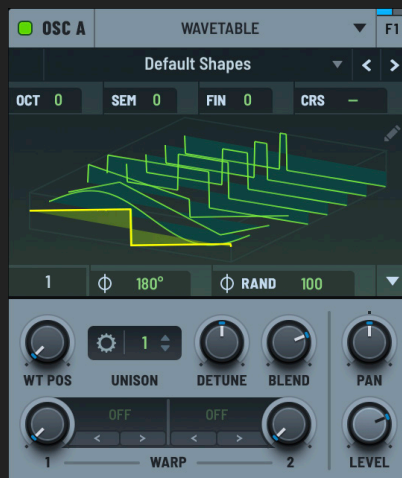 OSC A WAVETABLE F1
Default Shapes < >
OCT 0 SEM 0 FIN 0 CRS –
1 180° RAND 100
1
WT POS UNISON DETUNE BLEND PAN
OFF OFF
< > < >
1 WARP 2 LEVEL